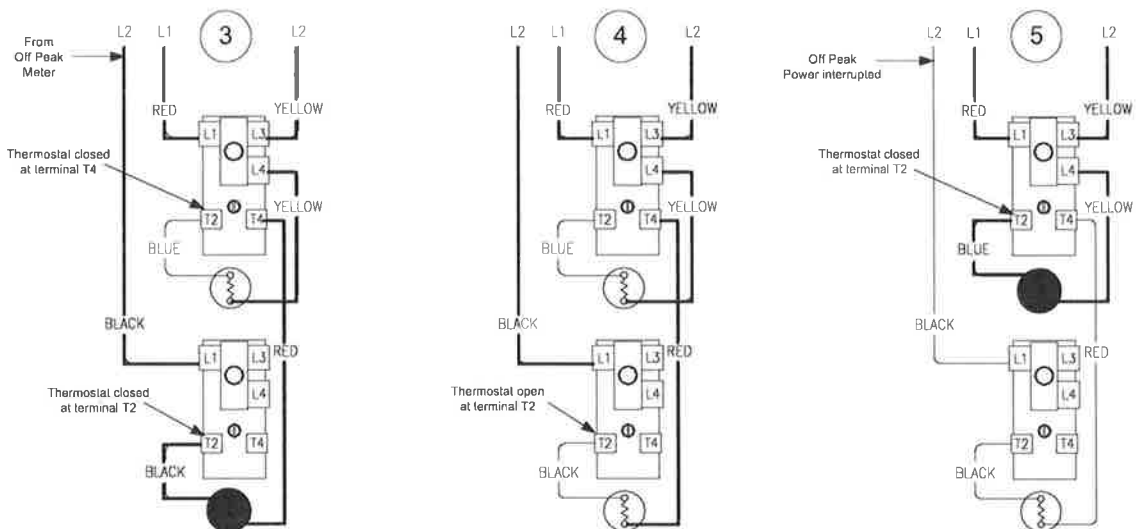 L2
L1
3
L2
From
Off Peak
Meter
RED
YELLOW
L1
L3
L4
Thermostat closed
at terminal T4
YELLOW
T2
T4
BLUE
BLACK
RED
L1
L3
L4
Thermostat closed
at terminal T2
T2
T4
BLACK
L2
L1
4
L2
RED
YELLOW
L1
L3
L4
YELLOW
T2
T4
BLUE
BLACK
RED
L1
L3
L4
Thermostat open
at terminal T2
T2
T4
BLACK
L2
L1
5
L2
Off Peak
Power interrupted
RED
YELLOW
L1
L3
L4
Thermostat closed
at terminal T2
YELLOW
T2
T4
BLUE
BLACK
RED
L1
L3
L4
T2
T4
BLACK